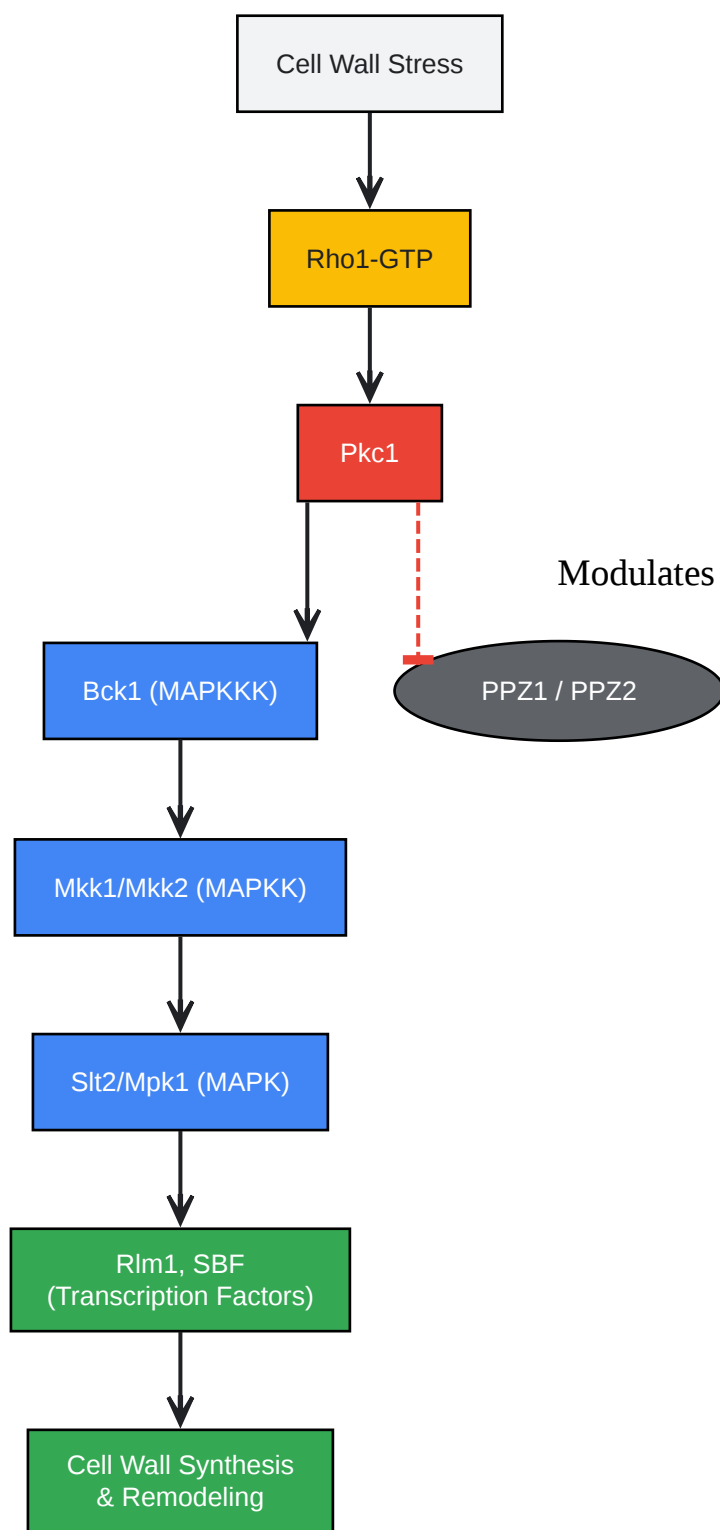 Cell Wall Stress
Rho1-GTP
Pkc1
Modulates
Bck1 (MAPKKK)
PPZ1 / PPZ2
Mkk1/Mkk2 (MAPKK)
Slt2/Mpk1 (MAPK)
Rlm1, SBF
(Transcription Factors)
Cell Wall Synthesis
& Remodeling